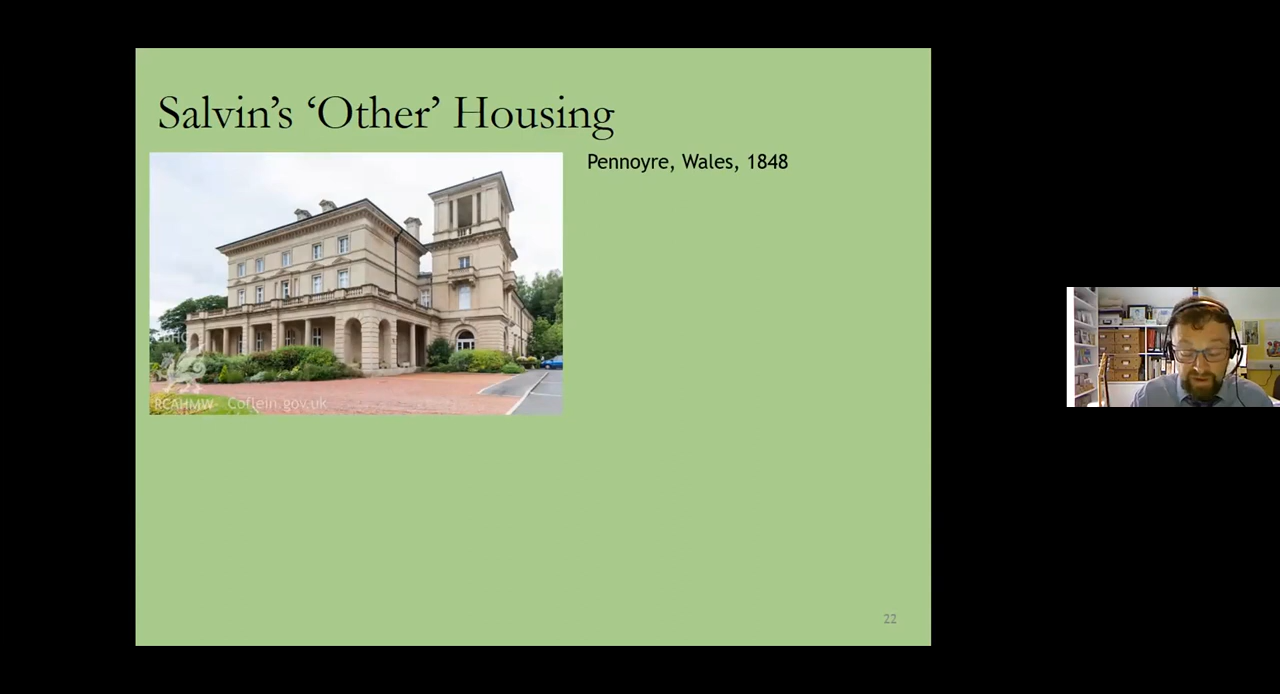 Salvin's ‘Other’ Housing
Pennoyre, Wales, 1848
RCAHMW Coflein.gov.uk
22